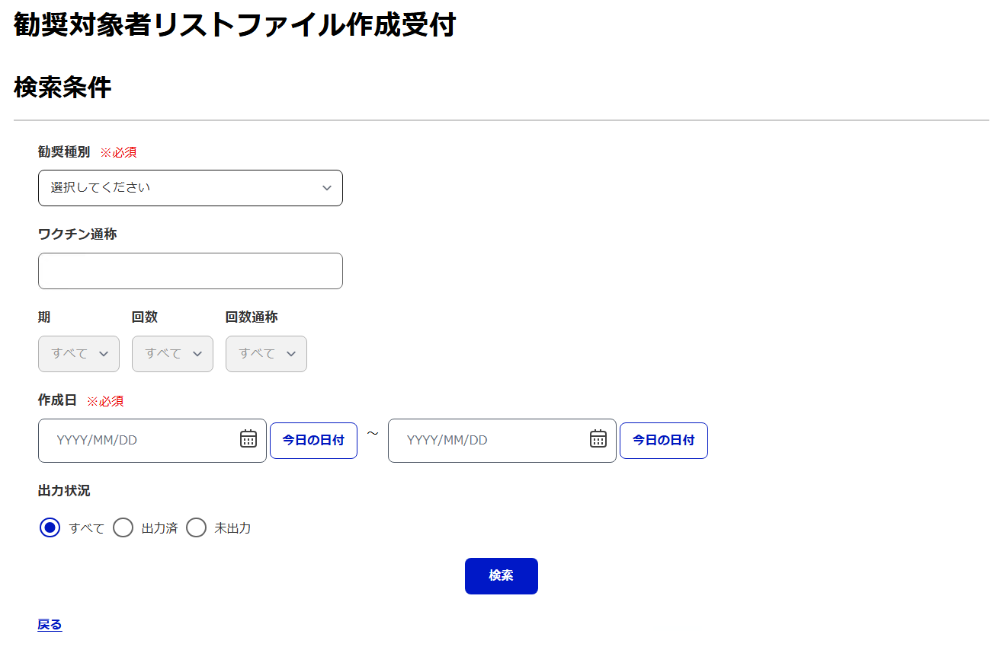 勧奨対象者リストファイル作成受付
検索条件
勧奨種別 ※必須
選択してください
ワクチン通称
期 回数 回数通称
すべて すべて すべて
作成日 ※必須
YYYY/MM/DD 今日の日付 ～ YYYY/MM/DD 今日の日付
出力状況
すべて 出力済 未出力
検索
戻る